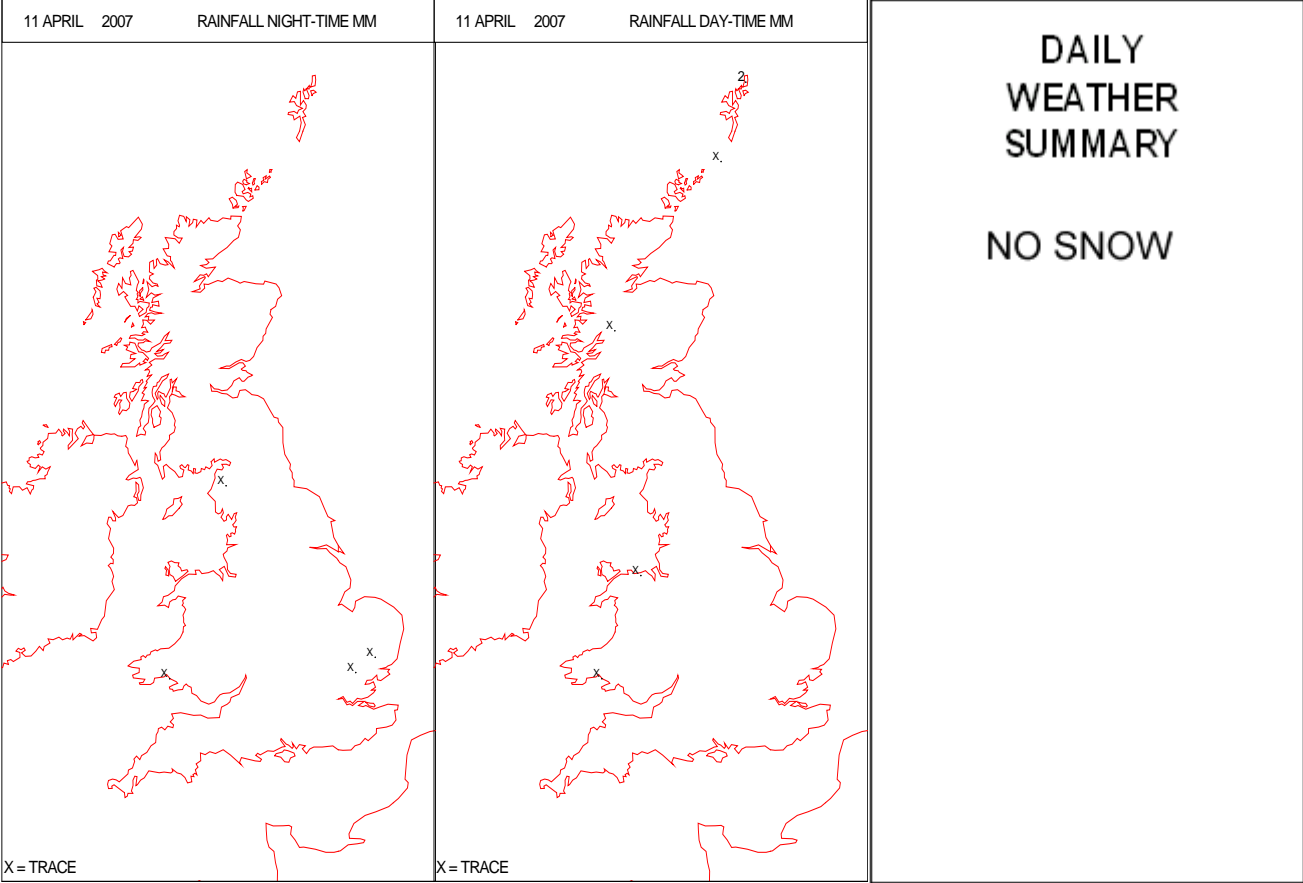 11 APRIL 2007 RAINFALL NIGHT-TIME MM
X
X
X
X
X = TRACE
11 APRIL 2007 RAINFALL DAY-TIME MM
2
X
X
X
X
X = TRACE
DAILY
WEATHER
SUMMARY
NO SNOW